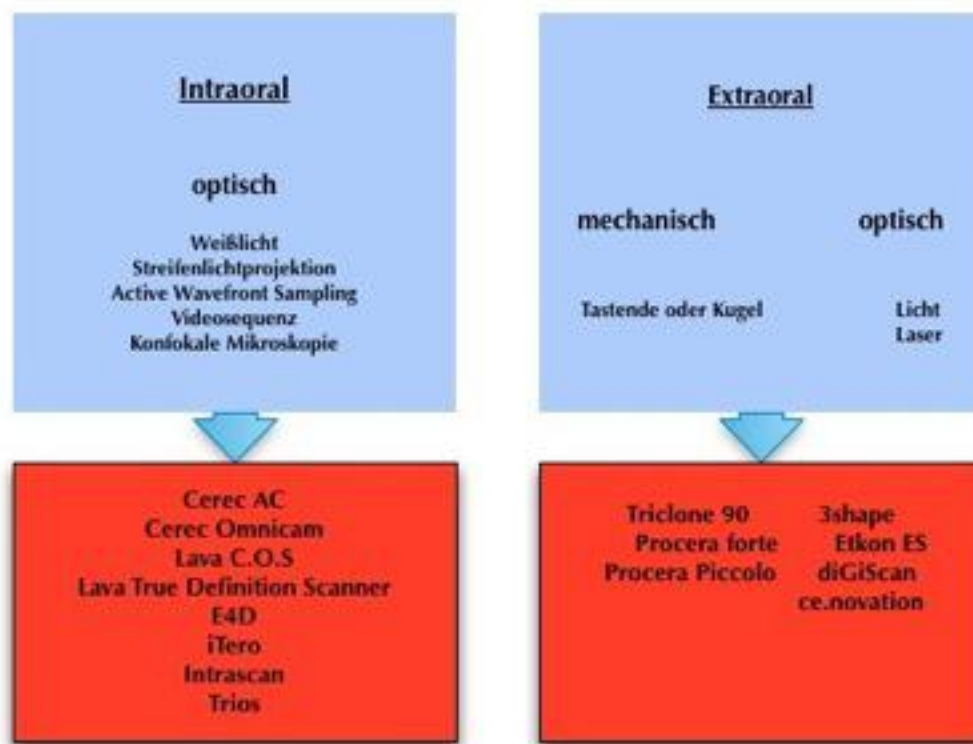 Intraoral
optisch
Weißlicht
Streifenlichtprojektion
Active Wavefront Sampling
Videosequenz
Konfokale Mikroskopie
Extraoral
mechanisch optisch
Tastende oder Kugel Licht
Laser
Cerec AC
Cerec Omnicam
Lava C.O.S
Lava True Definition Scanner
E4D
iTero
Intrascan
Trios
Triclone 90 3shape
Procera forte Etkon ES
Procera Piccolo diGiScan
ce.novation